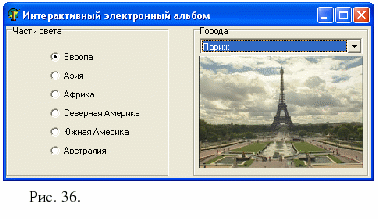 Интерактивный электронный альбом
Части света
Города
Европа
Париж
Азия
Африка
Северная Америка
Южная Америка
Австралия
Рис. 36.